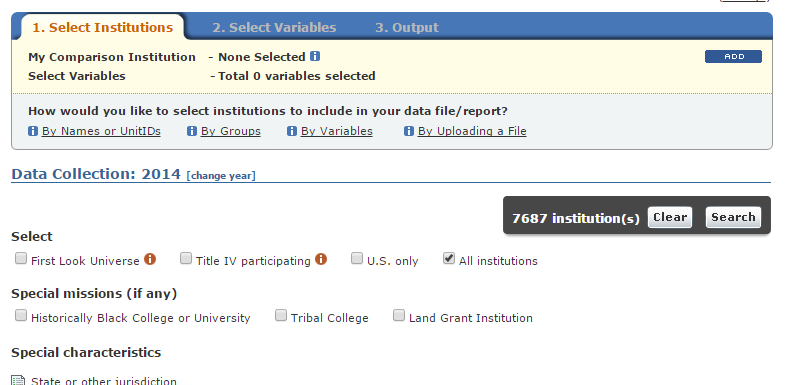 1. Select Institutions 2. Select Variables 3. Output
My Comparison Institution - None Selected ADD
Select Variables - Total 0 variables selected
How would you like to select institutions to include in your data file/report?
By Names or UnitIDs By Groups By Variables By Uploading a File
Data Collection: 2014 [change year]
7687 institution(s) Clear Search
Select
First Look Universe Title IV participating U.S. only All institutions
Special missions (if any)
Historically Black College or University Tribal College Land Grant Institution
Special characteristics
State or other jurisdiction